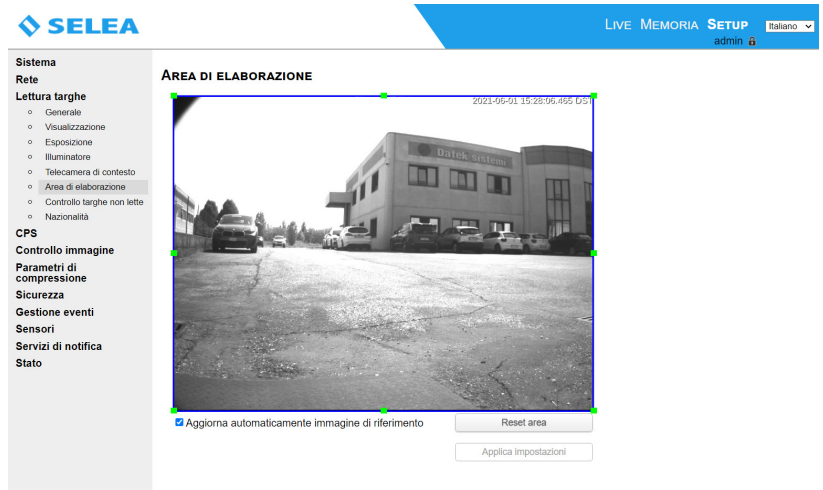 SELEA
LIVE MEMORIA SETUP
Italiano
admin
Sistema
Rete
Lettura targhe
Generale
Visualizzazione
Esposizione
Illuminatore
Telecamera di contesto
Area di elaborazione
Controllo targhe non lette
Nazionalità
CPS
Controllo immagine
Parametri di
compressione
Sicurezza
Gestione eventi
Sensori
Servizi di notifica
Stato
AREA DI ELABORAZIONE
2021-06-01 15:28:06.465 DST
Datek sistemi
Aggiorna automaticamente immagine di riferimento
Reset area
Applica impostazioni